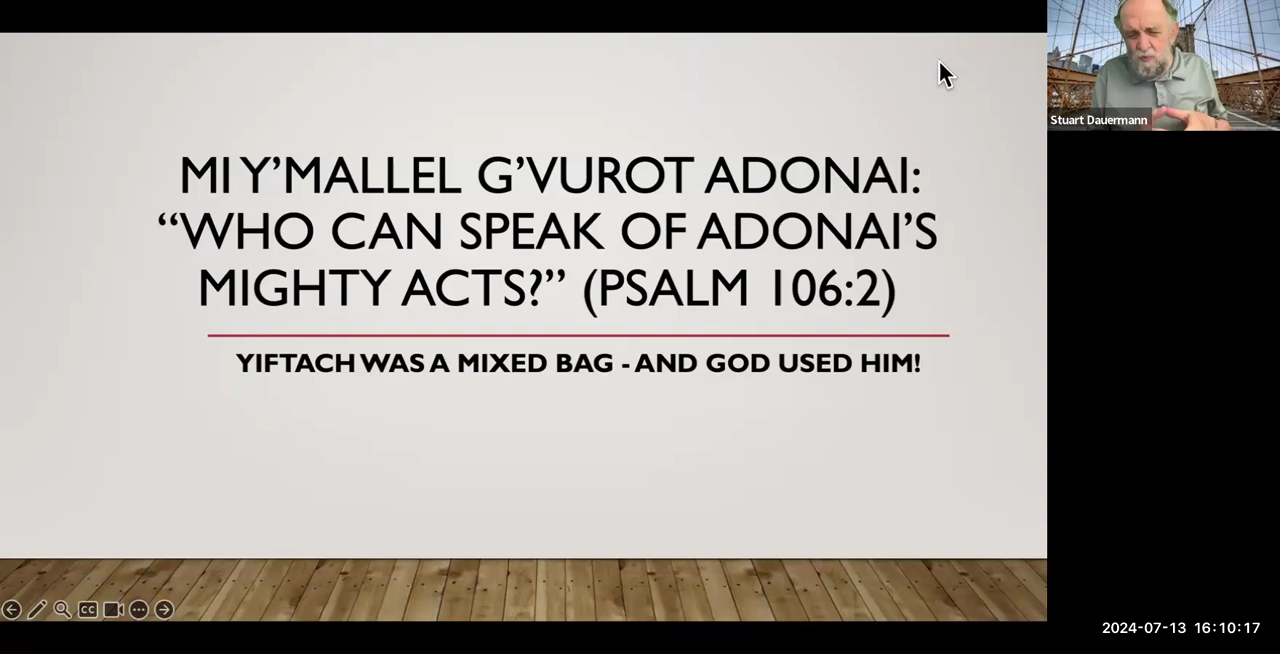 MI Y’MALLEL G’VUROT ADONAI:
“WHO CAN SPEAK OF ADONAI’S
MIGHTY ACTS?” (PSALM 106:2)
YIFTACH WAS A MIXED BAG - AND GOD USED HIM!
Stuart Dauermann
CC
2024-07-13 16:10:17